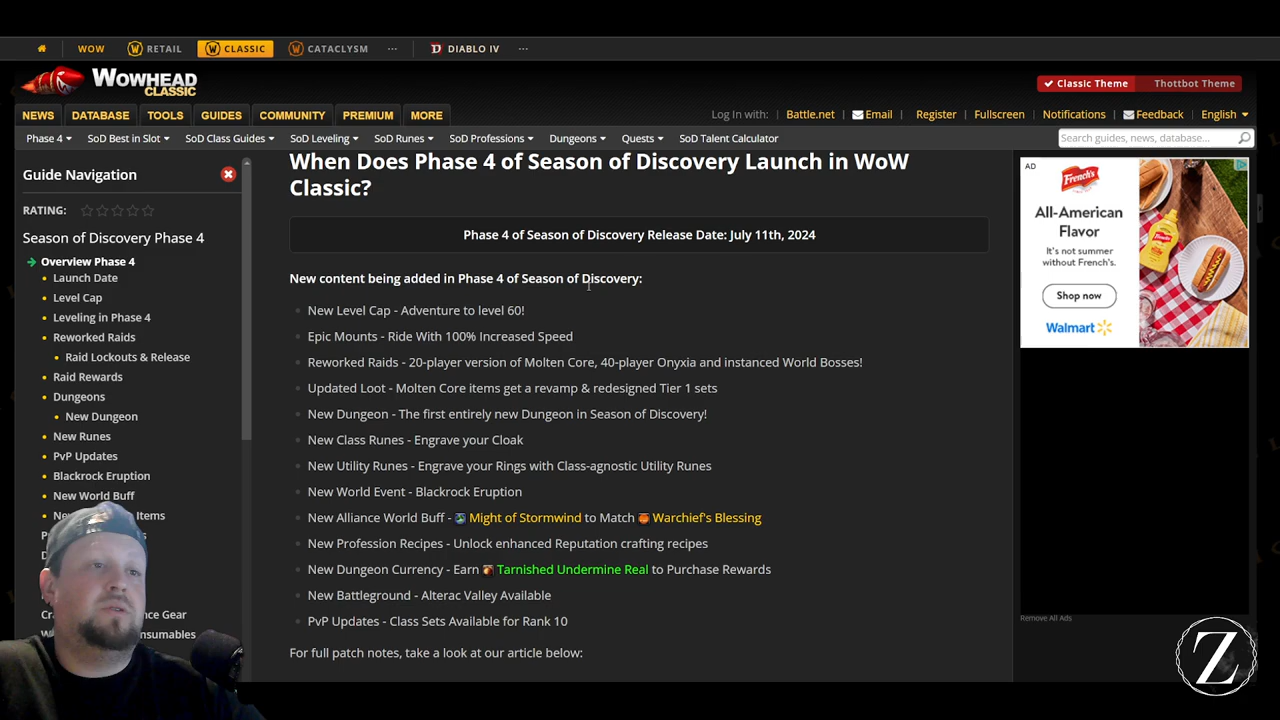 WOW
RETAIL
CLASSIC
CATACLYSM
...
DIABLO IV
...
WOWHEAD
CLASSIC
Classic Theme
Thottbot Theme
NEWS
DATABASE
TOOLS
GUIDES
COMMUNITY
PREMIUM
MORE
Log In with:
Battle.net
Email
Register
Fullscreen
Notifications
Feedback
English
Phase 4
SoD Best in Slot
SoD Class Guides
SoD Leveling
SoD Runes
SoD Professions
Dungeons
Quests
SoD Talent Calculator
Search guides, news, database...
Guide Navigation
RATING:
Season of Discovery Phase 4
Overview Phase 4
Launch Date
Level Cap
Leveling in Phase 4
Reworked Raids
Raid Lockouts & Release
Raid Rewards
Dungeons
New Dungeon
New Runes
PvP Updates
Blackrock Eruption
New World Buff
Items
When Does Phase 4 of Season of Discovery Launch in WoW
Classic?
Phase 4 of Season of Discovery Release Date: July 11th, 2024
New content being added in Phase 4 of Season of Discovery:
New Level Cap - Adventure to level 60!
Epic Mounts - Ride With 100% Increased Speed
Reworked Raids - 20-player version of Molten Core, 40-player Onyxia and instanced World Bosses!
Updated Loot - Molten Core items get a revamp & redesigned Tier 1 sets
New Dungeon - The first entirely new Dungeon in Season of Discovery!
New Class Runes - Engrave your Cloak
New Utility Runes - Engrave your Rings with Class-agnostic Utility Runes
New World Event - Blackrock Eruption
New Alliance World Buff - Might of Stormwind to Match Warchief's Blessing
New Profession Recipes - Unlock enhanced Reputation crafting recipes
New Dungeon Currency - Earn Tarnished Undermine Real to Purchase Rewards
New Battleground - Alterac Valley Available
PvP Updates - Class Sets Available for Rank 10
For full patch notes, take a look at our article below:
AD
French's
All-American
Flavor
It's not summer
without French's.
Shop now
Walmart
Remove All Ads
Z